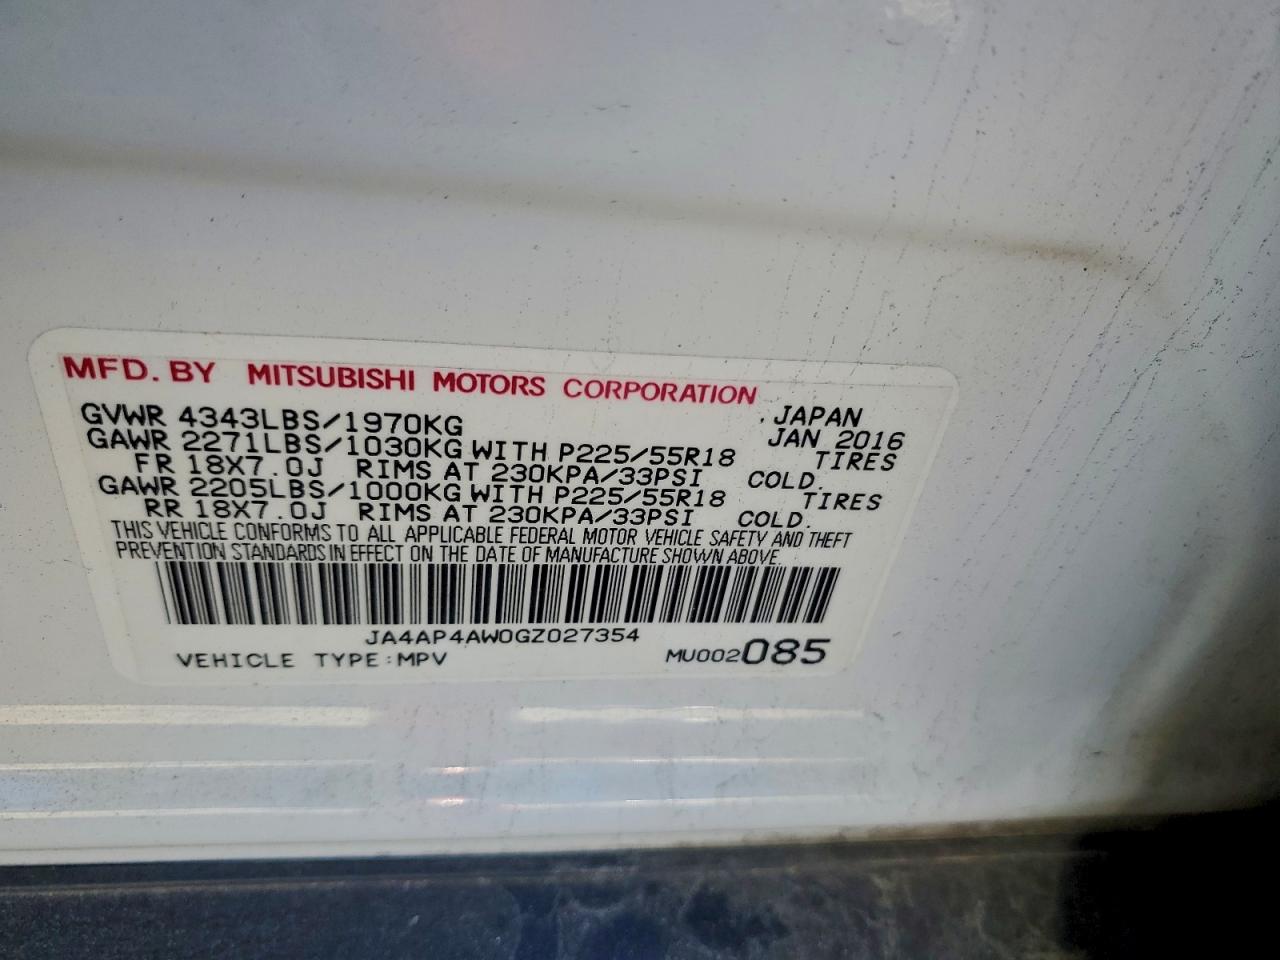 MFD. BY MITSUBISHI MOTORS CORPORATION
GVWR 4343LBS/1970KG JAPAN
GAWR 2271LBS/1030KG WITH P225/55R18 JAN 2016
FR 18X7.0J RIMS AT 230KPA/33PSI TIRES COLD.
GAWR 2205LBS/1000KG WITH P225/55R18 TIRES
RR 18X7.0J RIMS AT 230KPA/33PSI COLD.
THIS VEHICLE CONFORMS TO ALL APPLICABLE FEDERAL MOTOR VEHICLE SAFETY AND THEFT
PREVENTION STANDARDS IN EFFECT ON THE DATE OF MANUFACTURE SHOWN ABOVE.
JA4AP4AW0GZ027354
VEHICLE TYPE:MPV MU002085